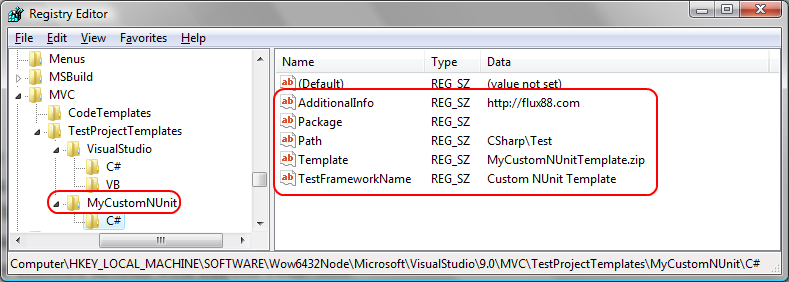 Registry Editor
File Edit View Favorites Help
Menus
MSBuild
MVC
CodeTemplates
TestProjectTemplates
VisualStudio
C#
VB
MyCustomNUnit
C#
Name Type Data
(Default) REG_SZ (value not set)
AdditionalInfo REG_SZ http://flux88.com
Package REG_SZ
Path REG_SZ CSharp\Test
Template REG_SZ MyCustomNUnitTemplate.zip
TestFrameworkName REG_SZ Custom NUnit Template
Computer\HKEY_LOCAL_MACHINE\SOFTWARE\Wow6432Node\Microsoft\VisualStudio\9.0\MVC\TestProjectTemplates\MyCustomNUnit\C#